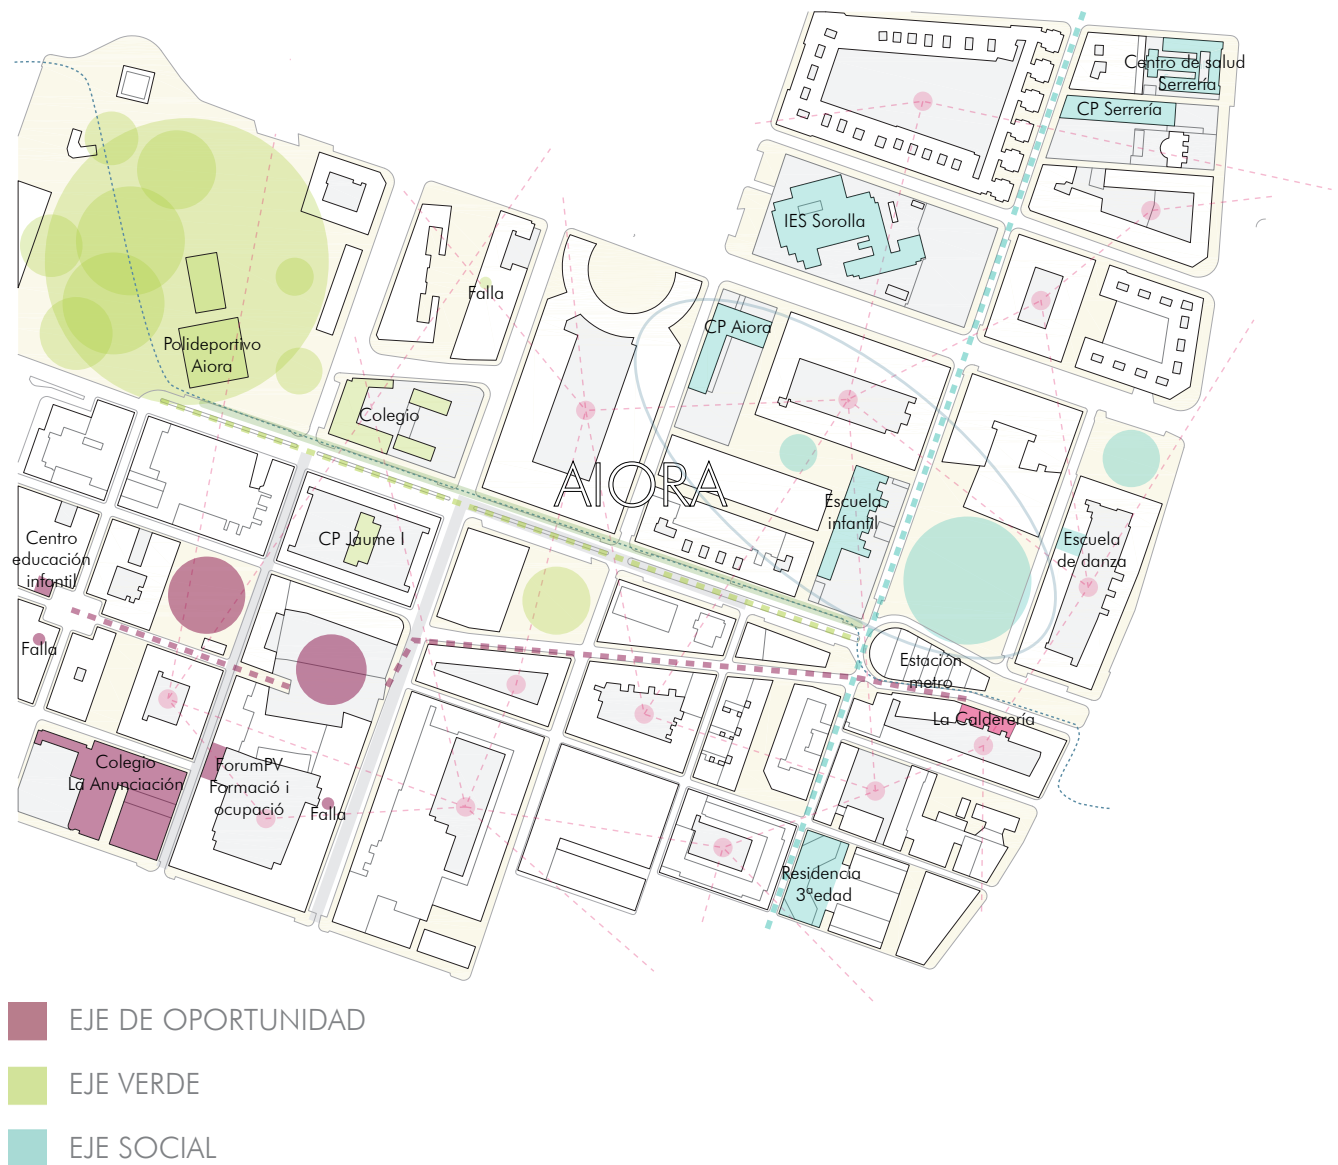 Centro de salud
Serrería
CP Serrería
IES Sorolla
Falla
CP Aiora
Polideportivo
Aiora
Colegio
AIORA
Escuela
infantil
CP Jaume I
Centro
educación
infantil
Escuela
de danza
Falla
Estación
metro
La Calderería
Colegio
La Anunciación
ForumPV
Formació i
ocupació
Falla
Residencia
3ªedad
EJE DE OPORTUNIDAD
EJE VERDE
EJE SOCIAL